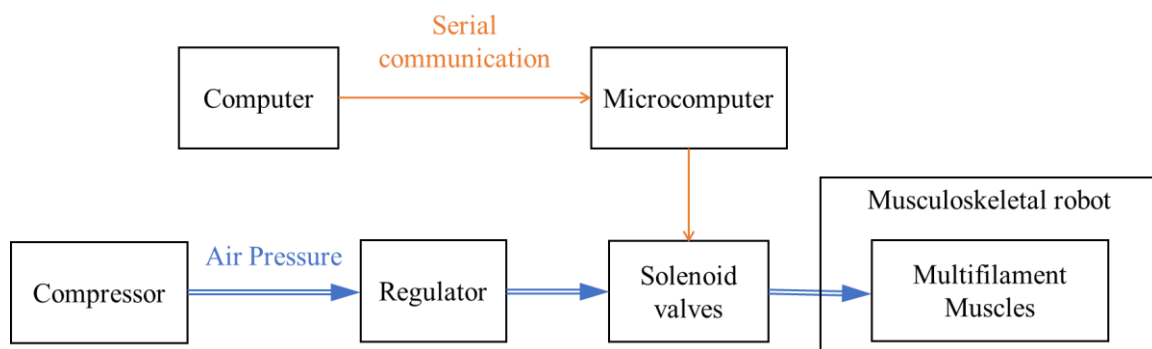 Serial
communication
Computer
Microcomputer
Musculoskeletal robot
Air Pressure
Compressor
Regulator
Solenoid
valves
Multifilament
Muscles